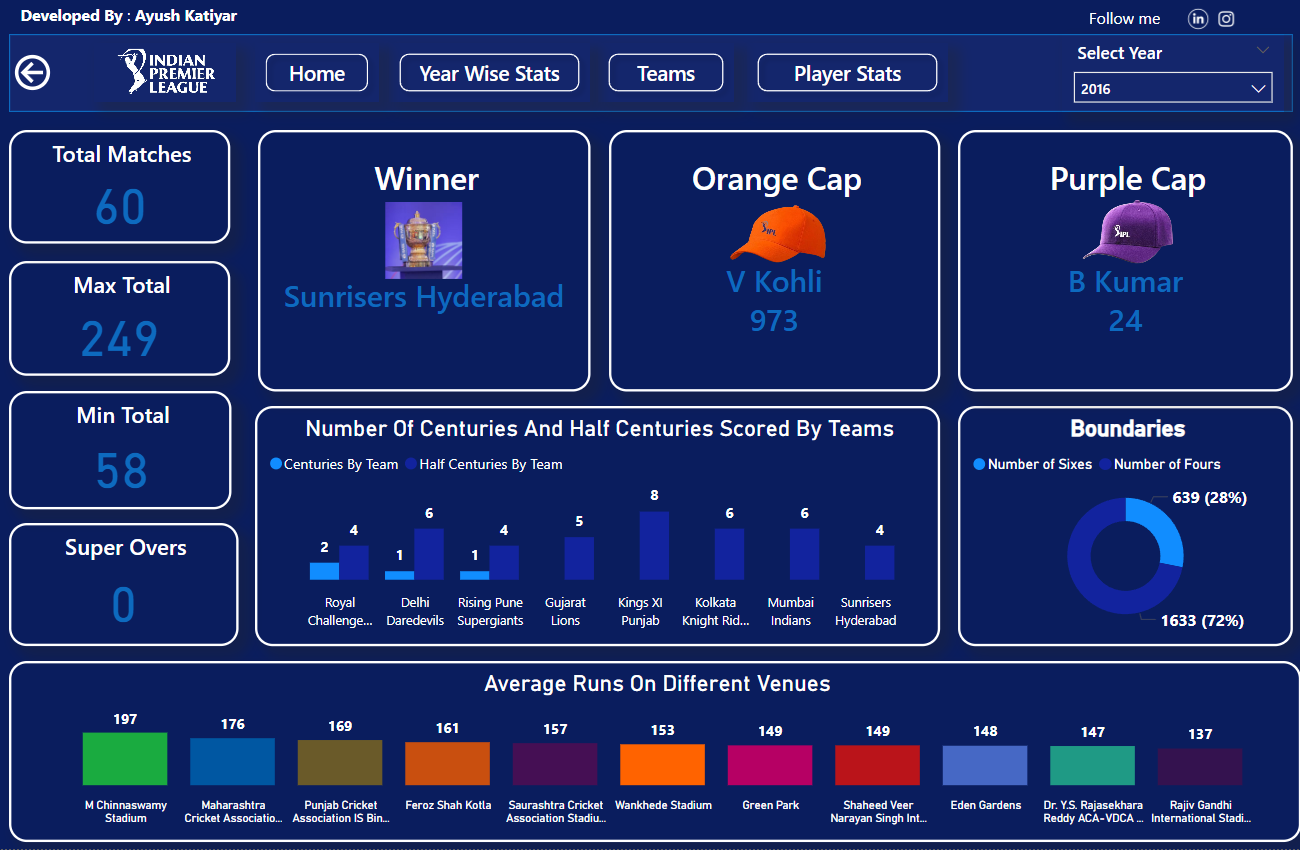 Developed By : Ayush Katiyar
Follow me
in
INDIAN
PREMIER
LEAGUE
Home
Year Wise Stats
Teams
Player Stats
Select Year
2016
Total Matches
60
Max Total
249
Min Total
58
Super Overs
0
Winner
Sunrisers Hyderabad
Orange Cap
IPL
V Kohli
973
Purple Cap
IPL
B Kumar
24
Number Of Centuries And Half Centuries Scored By Teams
Centuries By Team Half Centuries By Team
2 4 1 6 1 4 5 8 6 6 4
Royal
Challenge...
Delhi
Daredevils
Rising Pune
Supergiants
Gujarat
Lions
Kings XI
Punjab
Kolkata
Knight Rid...
Mumbai
Indians
Sunrisers
Hyderabad
Boundaries
Number of Sixes Number of Fours
639 (28%)
1633 (72%)
Average Runs On Different Venues
197 176 169 161 157 153 149 149 148 147 137
M Chinnaswamy
Stadium
Maharashtra
Cricket Associatio...
Punjab Cricket
Association IS Bin...
Feroz Shah Kotla
Saurashtra Cricket
Association Stadiu...
Wankhede Stadium
Green Park
Shaheed Veer
Narayan Singh Int...
Eden Gardens
Dr. Y.S. Rajasekhara
Reddy ACA-VDCA ...
Rajiv Gandhi
International Stadi...